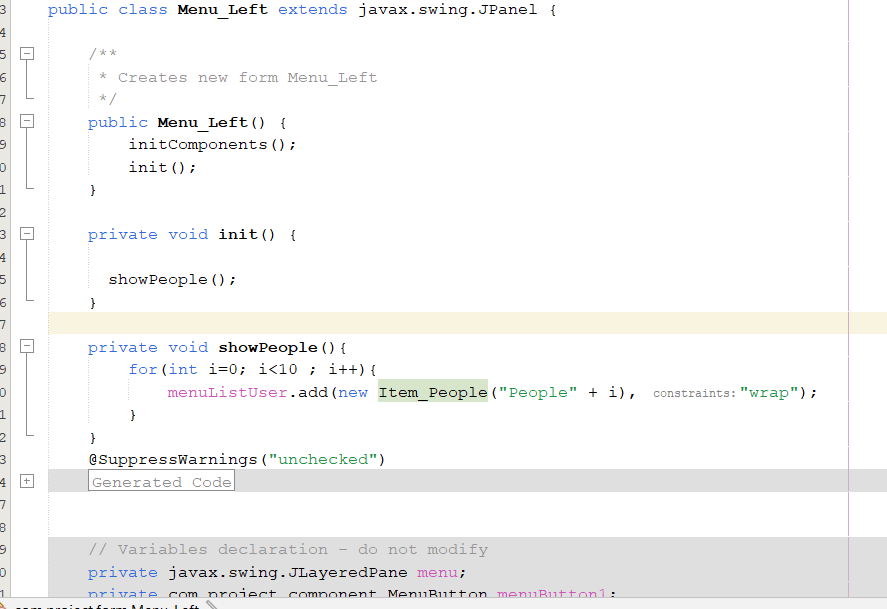 3 public class Menu_Left extends javax.swing.JPanel {
4
5 /**
6 * Creates new form Menu_Left
7 */
8 public Menu_Left() {
9 initComponents();
0 init();
1 }
2
3 private void init() {
4
5 showPeople();
6 }
7
8 private void showPeople(){
9 for(int i=0; i<10 ; i++){
0 menuListUser.add(new Item_People("People" + i), constraints: "wrap");
1 }
2 }
3 @SuppressWarnings("unchecked")
4 Generated Code
7
8
9 // Variables declaration - do not modify
0 private javax.swing.JLayeredPane menu;
1 private com.project.component.MenuButton menuButton1;
com.project.form.Menu_Left